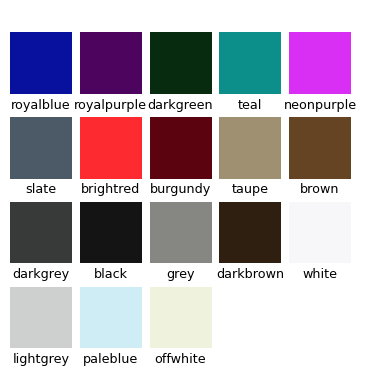 royalblue royalpurple darkgreen teal neonpurple
slate brightred burgundy taupe brown
darkgrey black grey darkbrown white
lightgrey paleblue offwhite